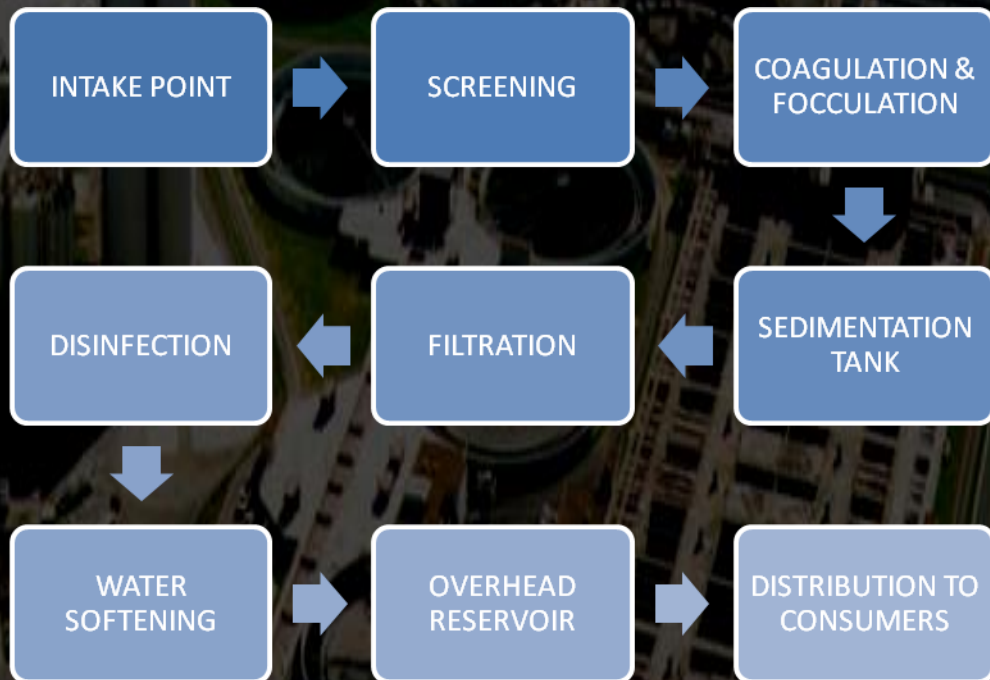 INTAKE POINT
SCREENING
COAGULATION &
FOCCULATION
SEDIMENTATION
TANK
FILTRATION
DISINFECTION
WATER
SOFTENING
OVERHEAD
RESERVOIR
DISTRIBUTION TO
CONSUMERS